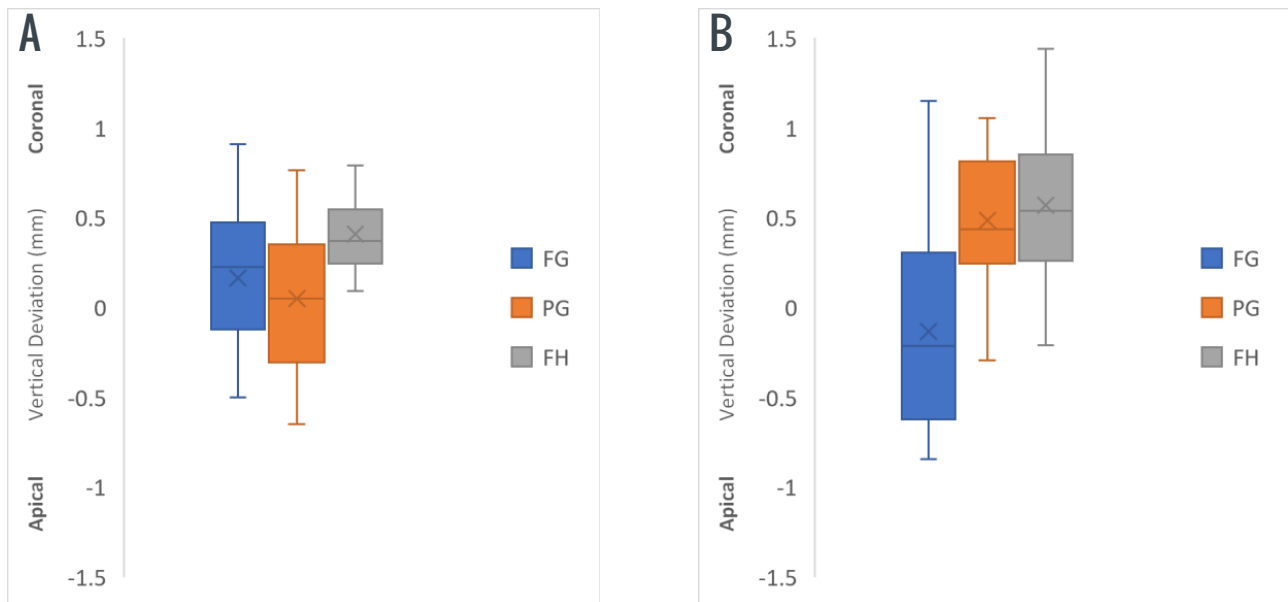 A
1.5
1
0.5
0
-0.5
-1
-1.5
Coronal
Vertical Deviation (mm)
Apical
FG
PG
FH
B
1.5
1
0.5
0
-0.5
-1
-1.5
Coronal
Vertical Deviation (mm)
Apical
FG
PG
FH